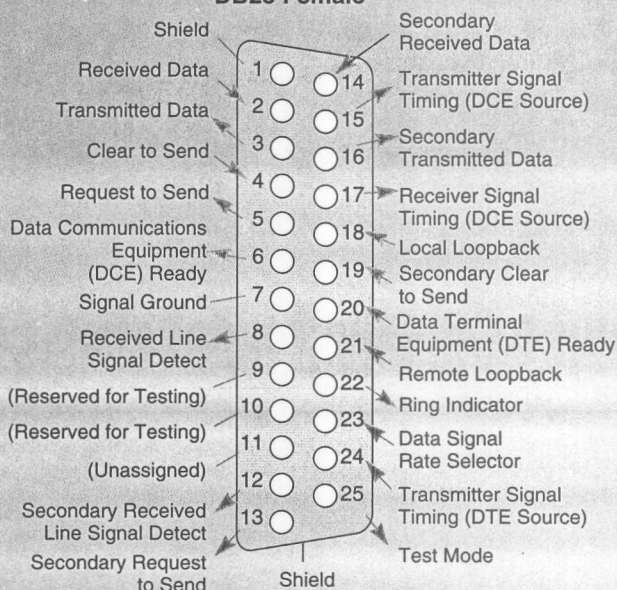 DB25 Female
Shield
Received Data
Transmitted Data
Clear to Send
Request to Send
Data Communications
Equipment
(DCE) Ready
Signal Ground
Received Line
Signal Detect
(Reserved for Testing)
(Reserved for Testing)
(Unassigned)
Secondary Received
Line Signal Detect
Secondary Request
to Send
1
2
3
4
5
6
7
8
9
10
11
12
13
14
15
16
17
18
19
20
21
22
23
24
25
Secondary
Received Data
Transmitter Signal
Timing (DCE Source)
Secondary
Transmitted Data
Receiver Signal
Timing (DCE Source)
Local Loopback
Secondary Clear
to Send
Data Terminal
Equipment (DTE) Ready
Remote Loopback
Ring Indicator
Data Signal
Rate Selector
Transmitter Signal
Timing (DTE Source)
Test Mode
Shield